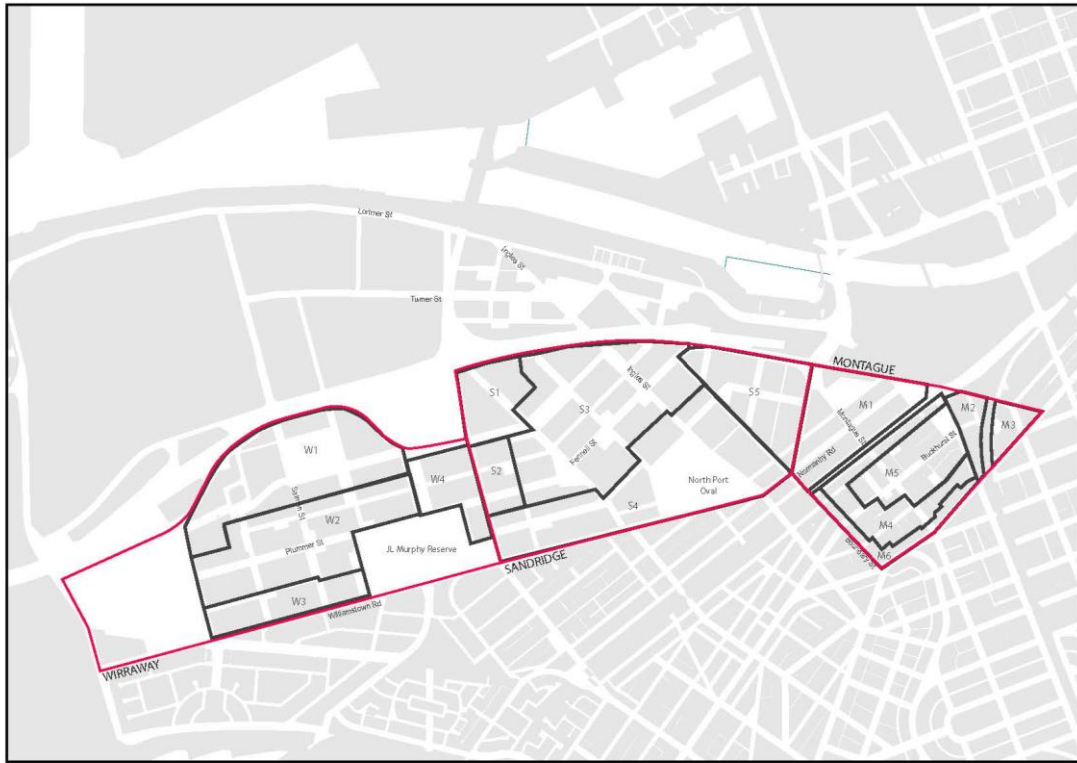 Lorimer St
Ingles St
Turner St
MONTAGUE
S1
S3
Ingles St
S5
M1
M2
M3
Montague St
Buckhurst St
Normanby Rd
M5
W1
Fennell St
W4
S2
North Port
Oval
Salmon St
W2
S4
M4
Plummer St
JL Murphy Reserve
Boundary St
M6
SANDRIDGE
W3
Williamstown Rd
WIRRAWAY